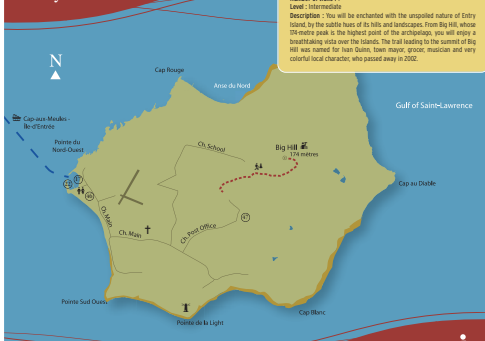 Level : Intermediate
Description : You will be enchanted with the unspoiled nature of Entry
Island, by the subtle hues of its hills and landscapes. From Big Hill, whose
174-metre peak is the highest point of the archipelago, you will enjoy a
breathtaking vista over the Islands. The trail leading to the summit of Big
Hill was named for Ivan Quinn, town mayor, grocer, musician and very
colorful local character, who passed away in 2002.
N
Cap Rouge
Anse du Nord
Gulf of Saint-Lawrence
Cap-aux-Meules -
Île-d'Entrée
Pointe du
Nord-Ouest
Ch. School
Big Hill
174 mètres
Cap au Diable
Ch. Main
Ch. Main
Ch. Post Office
47
46
Pointe Sud Ouest
Pointe de la Light
Cap Blanc